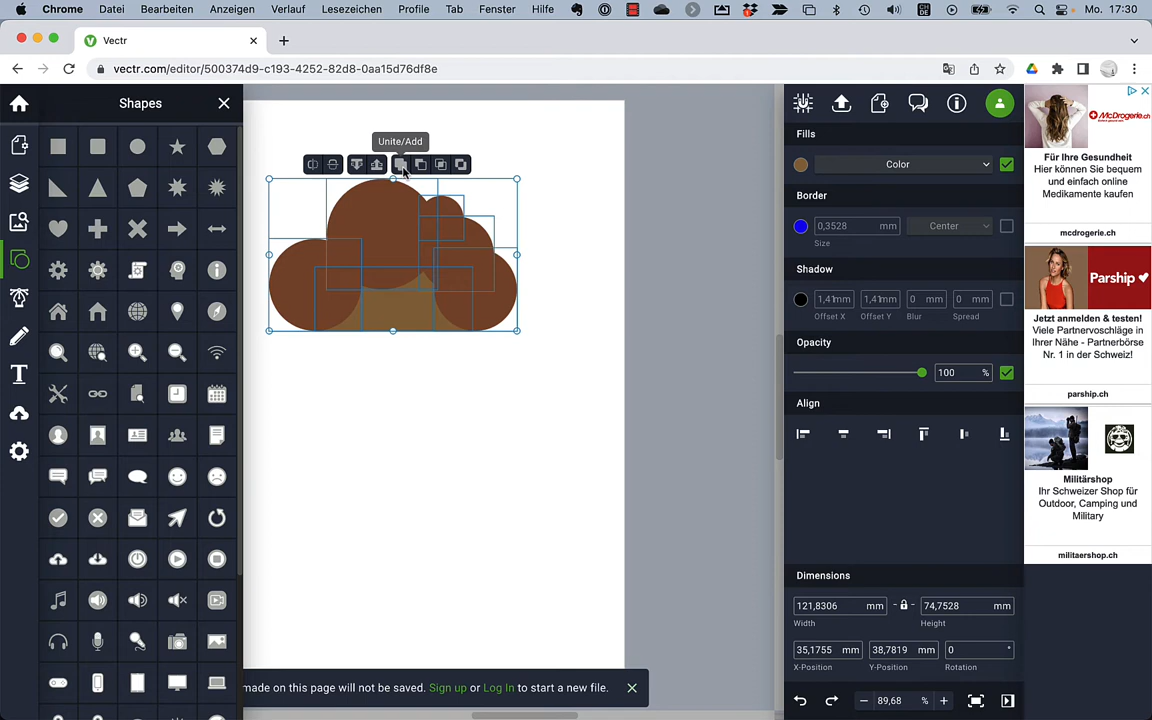 Chrome Datei Bearbeiten Anzeigen Verlauf Lesezeichen Profile Tab Fenster Hilfe CH DE Mo. 17:30
Vectr
vectr.com/editor/500374d9-c193-4252-82d8-0aa15d76df8e
Shapes
Unite/Add
made on this page will not be saved. Sign up or Log In to start a new file.
Fills
Color
Border
0,3528 Center
Size
Shadow
1,41mm 1,41mm 0 mm 0 mm
Offset X Offset Y Blur Spread
Opacity
100 %
Align
Dimensions
121,8306 mm 74,7528 mm
Width Height
35,1755 mm 38,7819 mm 0 °
X-Position Y-Position Rotation
89,68 %
McDrogerie.ch
Für Ihre Gesundheit
Hier können Sie bequem
und einfach online
Medikamente kaufen
mcdrogerie.ch
Parship
Jetzt anmelden & testen!
Viele Partnervorschläge in
Ihrer Nähe - Partnerbörse
Nr. 1 in der Schweiz!
parship.ch
Militärshop
Ihr Schweizer Shop für
Outdoor, Camping und
Military
militaershop.ch